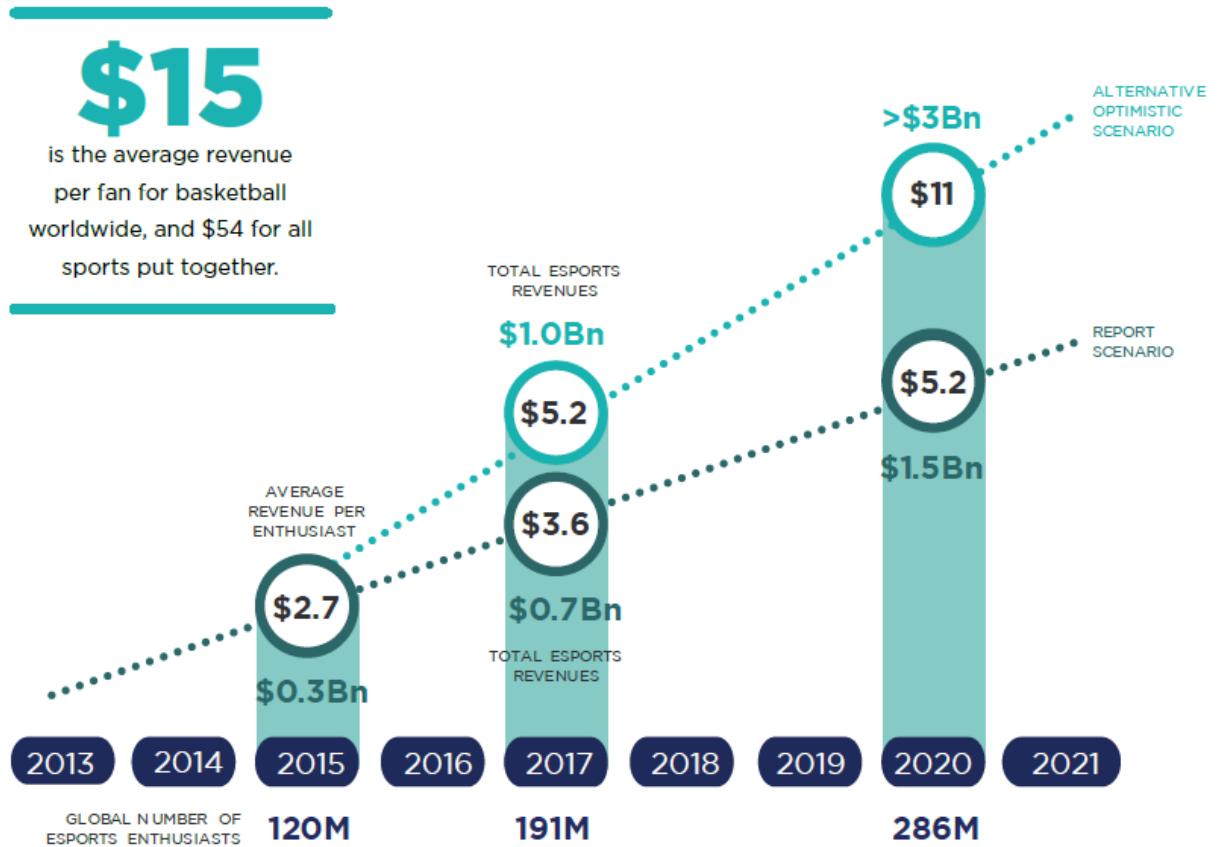 $15
is the average revenue
per fan for basketball
worldwide, and $54 for all
sports put together.
ALTERNATIVE
OPTIMISTIC
SCENARIO
>$3Bn
$11
TOTAL ESPORTS
REVENUES
$1.0Bn
$5.2
REPORT
SCENARIO
$5.2
$1.5Bn
AVERAGE
REVENUE PER
ENTHUSIAST
$2.7
$0.3Bn
$3.6
$0.7Bn
TOTAL ESPORTS
REVENUES
2013 2014 2015 2016 2017 2018 2019 2020 2021
GLOBAL NUMBER OF
ESPORTS ENTHUSIASTS
120M 191M 286M